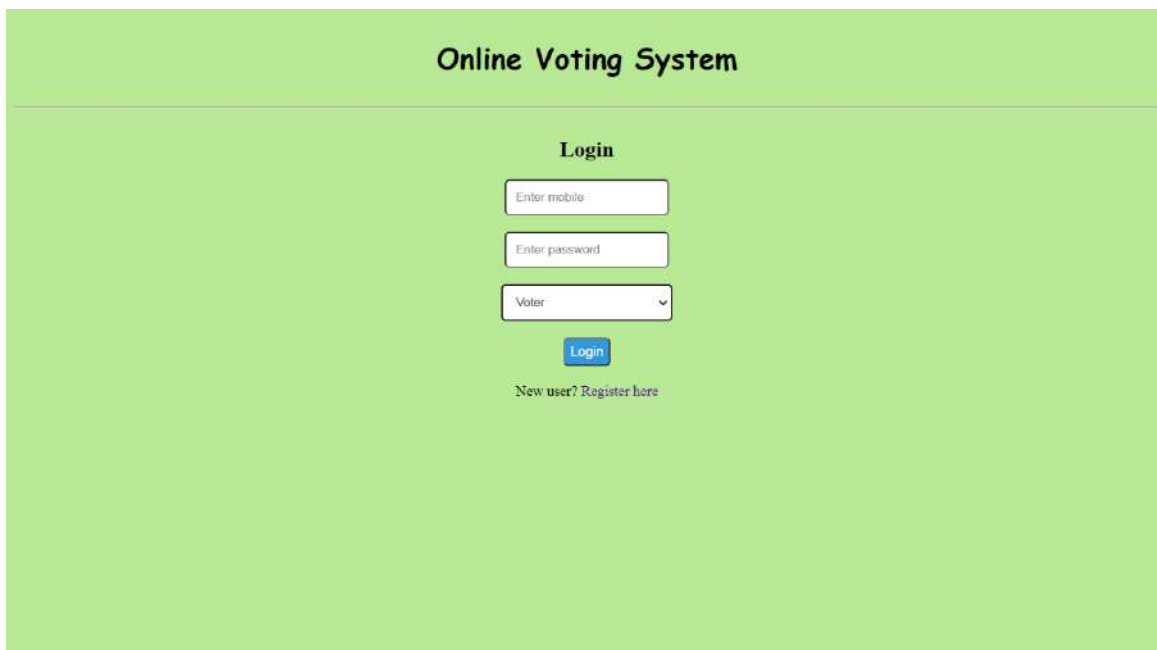 Online Voting System
Login
Enter mobile
Enter password
Voter
Login
New user? Register here